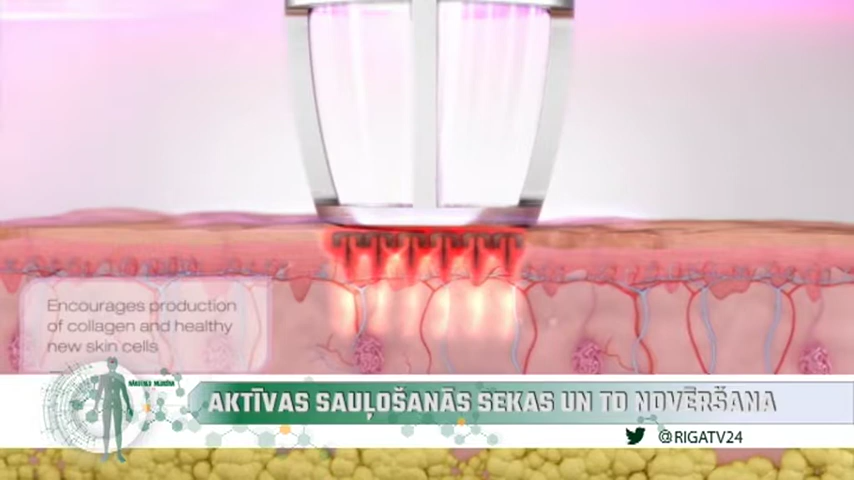 Encourages production
of collagen and healthy
new skin cells
AKTĪVAS SAUĻOŠANĀS SEKAS UN TO NOVĒRŠANA
@RIGATV24